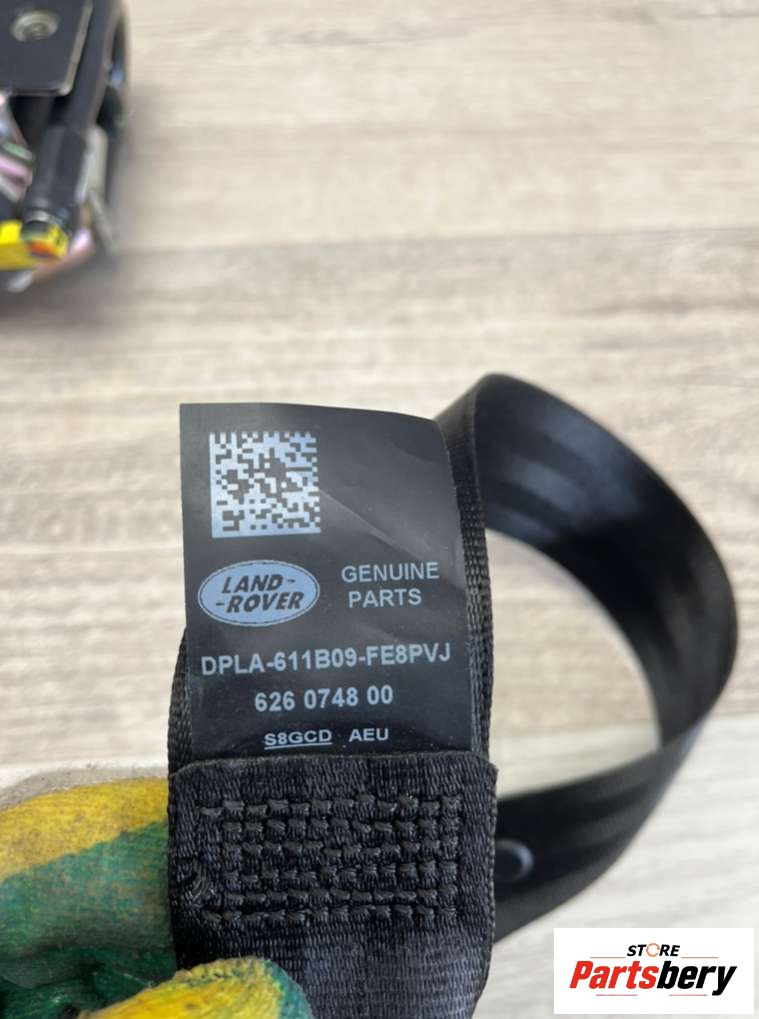 LAND-
-ROVER
GENUINE
PARTS
DPLA-611B09-FE8PVJ
626 0748 00
S8GCD AEU
STORE
Partsbery